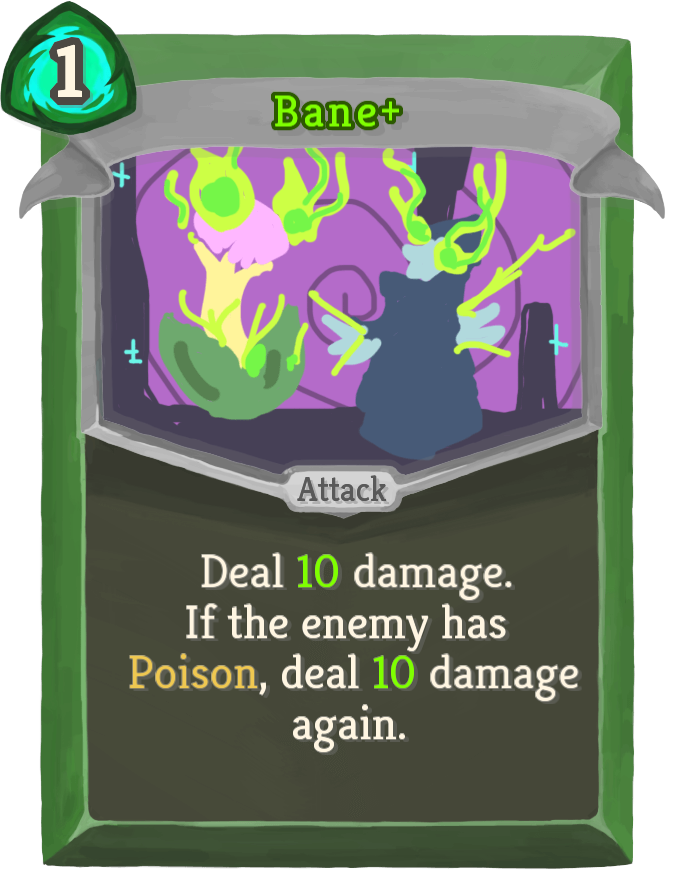 1
Bane+
Attack
Deal 10 damage.
If the enemy has
Poison, deal 10 damage
again.